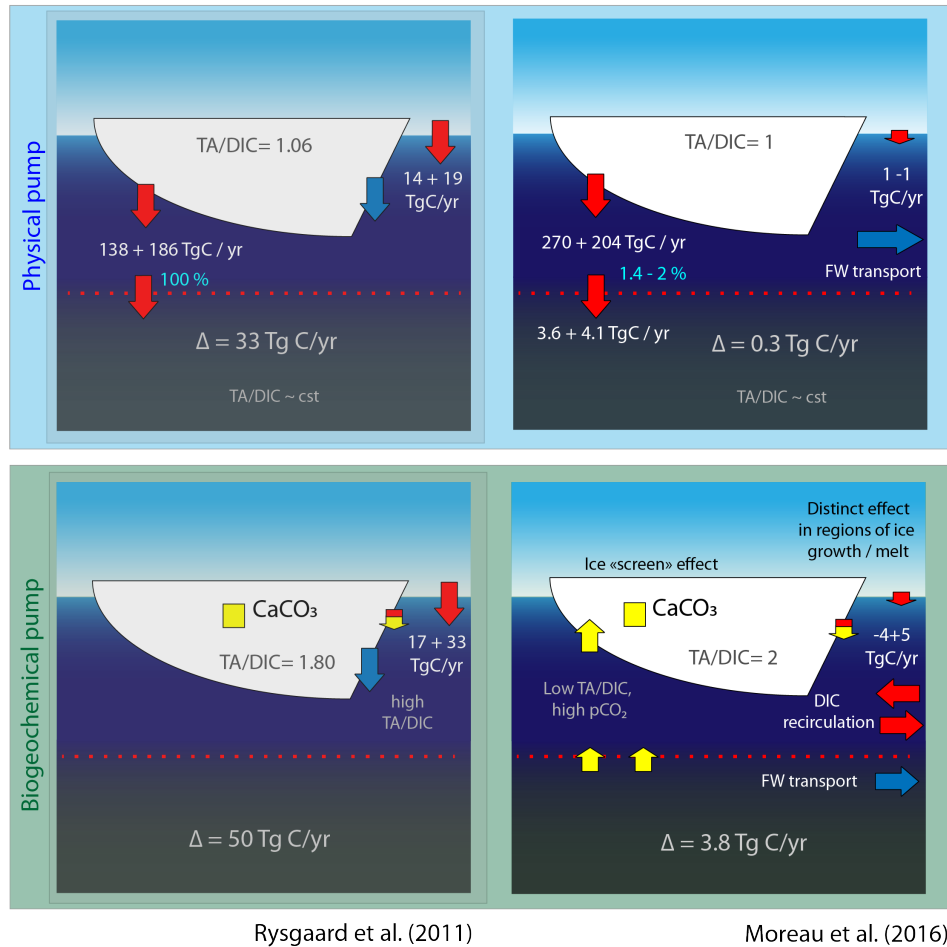 Physical pump
TA/DIC= 1.06
14 + 19
TgC/yr
138 + 186 TgC / yr
100 %
Δ = 33 Tg C/yr
TA/DIC ~ cst
TA/DIC= 1
1 -1
TgC/yr
270 + 204 TgC / yr
1.4 - 2 %
FW transport
3.6 + 4.1 TgC / yr
Δ = 0.3 Tg C/yr
TA/DIC ~ cst
Biogeochemical pump
CaCO₃
TA/DIC= 1.80
17 + 33
TgC/yr
high
TA/DIC
Δ = 50 Tg C/yr
Distinct effect
in regions of ice
growth / melt
Ice «screen» effect
CaCO₃
TA/DIC= 2
-4+5
TgC/yr
Low TA/DIC,
high pCO₂
DIC
recirculation
FW transport
Δ = 3.8 Tg C/yr
Rysgaard et al. (2011)
Moreau et al. (2016)